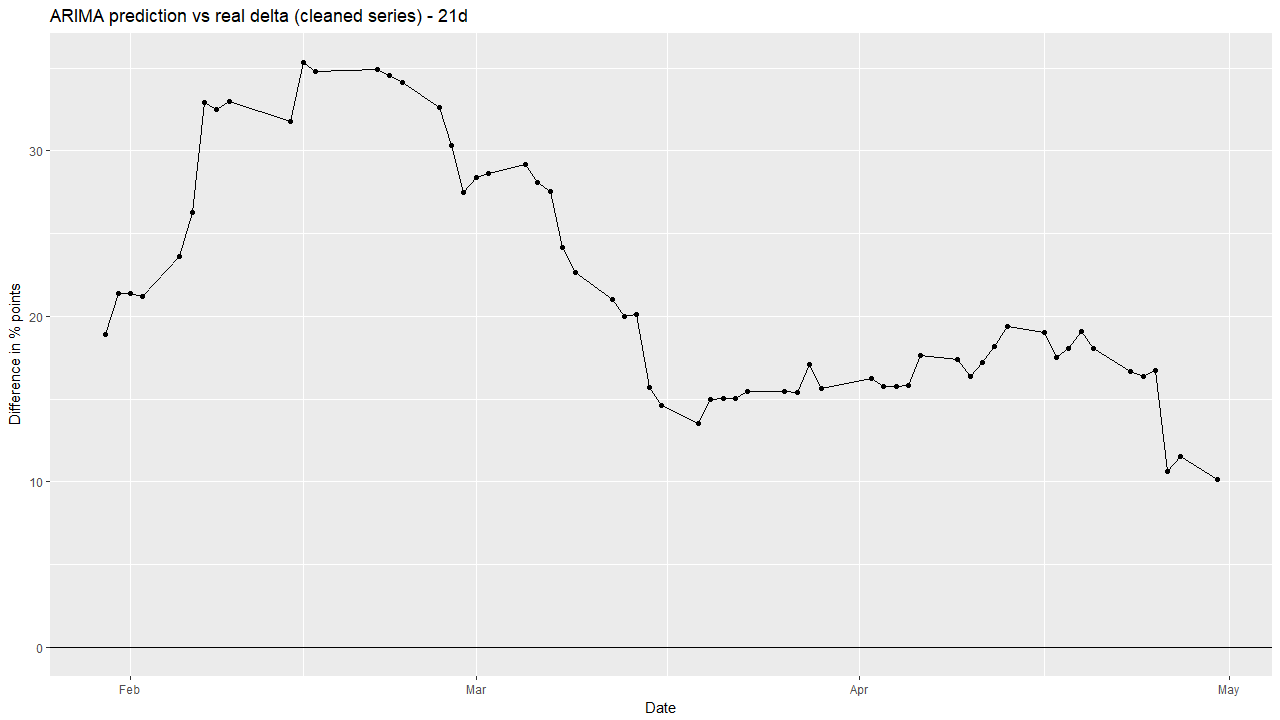 ARIMA prediction vs real delta (cleaned series) - 21d
Difference in % points
30
20
10
0
Feb
Mar
Apr
May
Date